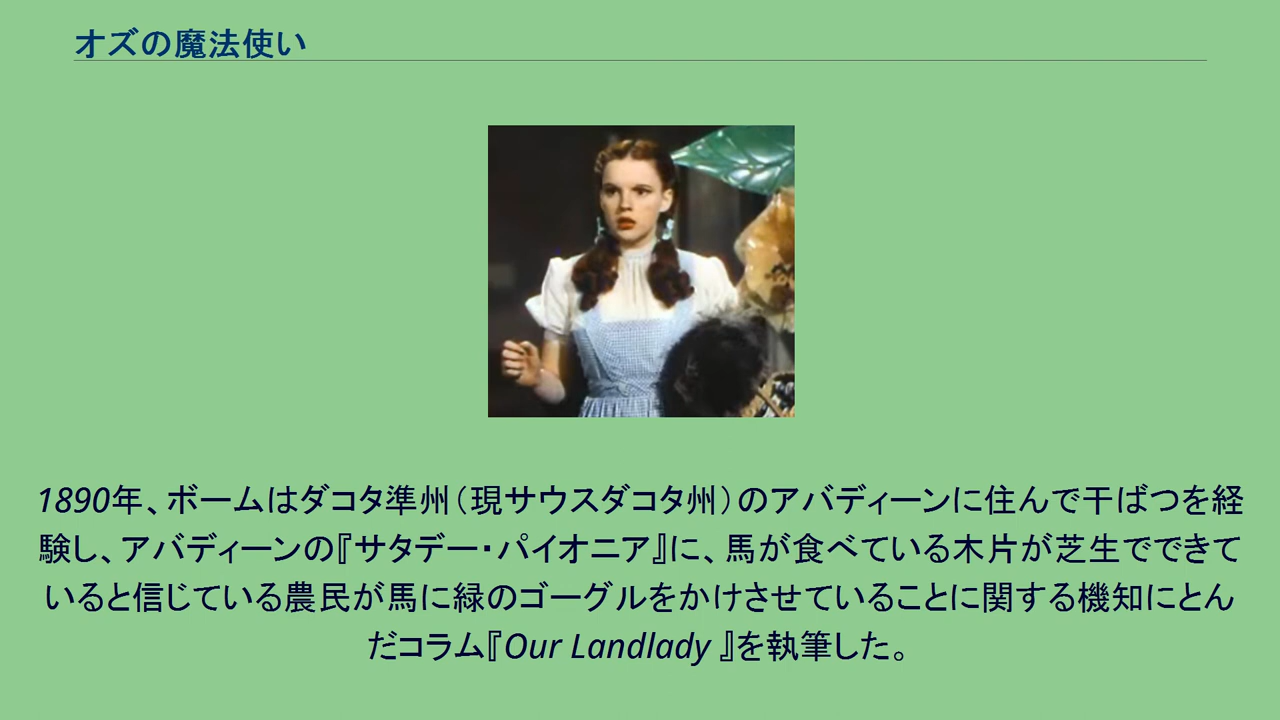 オズの魔法使い
1890年、ボームはダコタ準州（現サウスダコタ州）のアバディーンに住んで干ばつを経
験し、アバディーンの『サタデー・パイオニア』に、馬が食べている木片が芝生でできて
いると信じている農民が馬に緑のゴーグルをかけさせていることに関する機知にとん
だコラム『Our Landlady 』を執筆した。